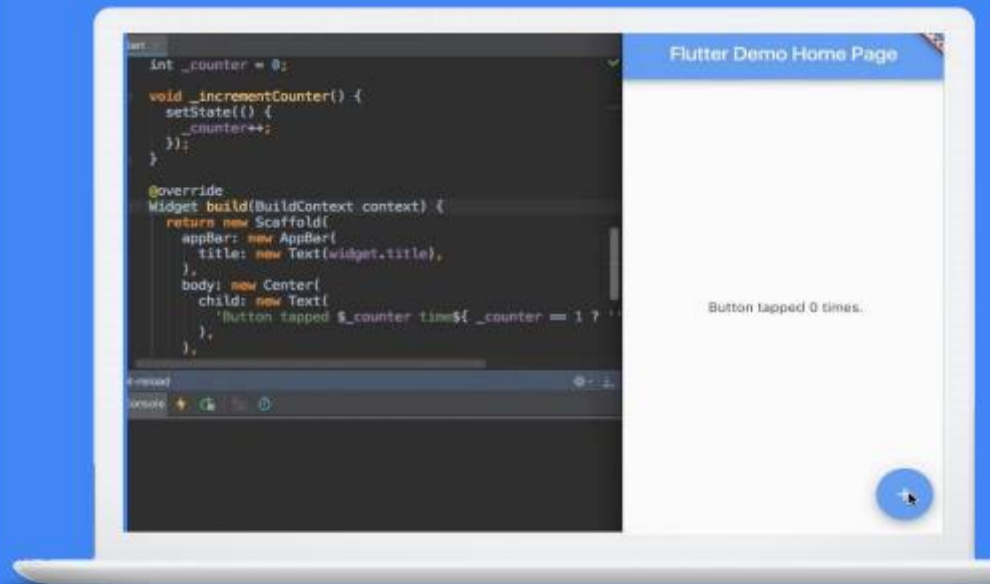 int _counter = 0;
void _incrementCounter() {
setState(() {
_counter++;
});
}
@override
Widget build(BuildContext context) {
return new Scaffold(
appBar: new AppBar(
title: new Text(widget.title),
),
body: new Center(
child: new Text(
'Button tapped $_counter time${ _counter == 1 ? '
),
),
Console
Flutter Demo Home Page
Button tapped 0 times.
+